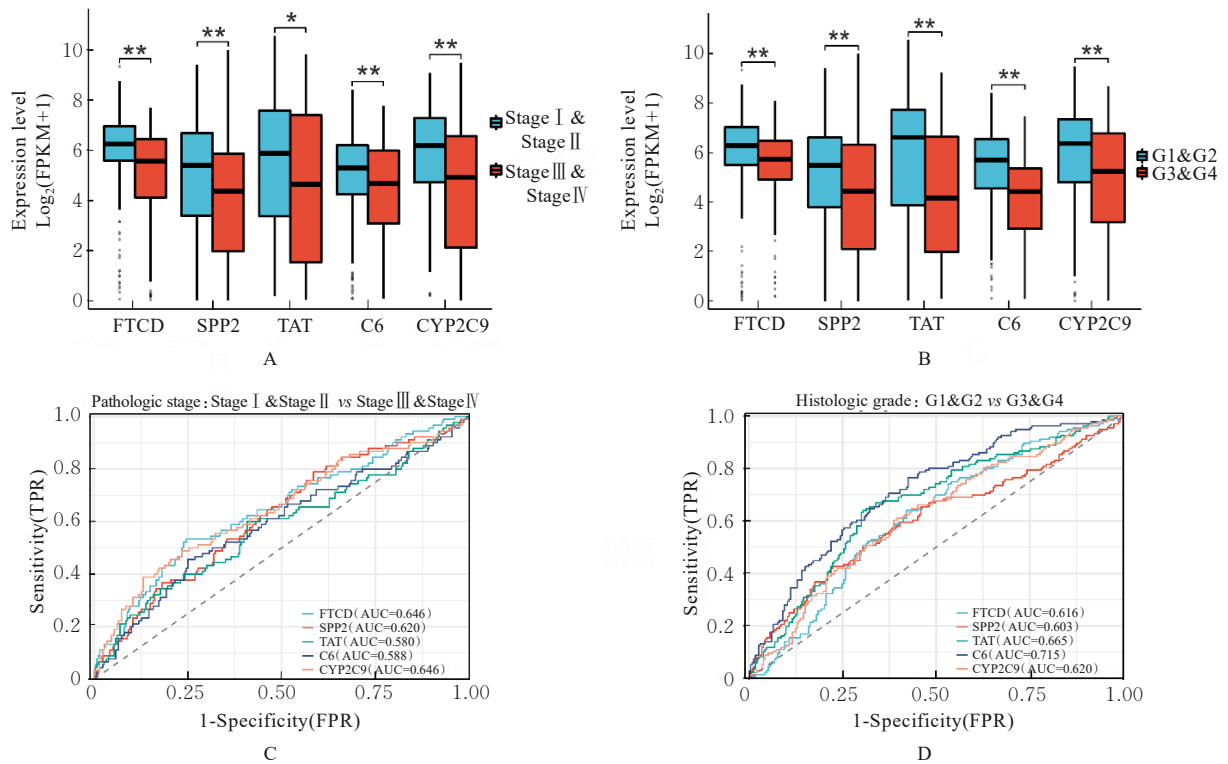 Expression level
Log₂(FPKM+1)
10
8
6
4
2
0
**
**
*
**
**
FTCD
SPP2
TAT
C6
CYP2C9
Stage Ⅰ &
Stage Ⅱ
Stage Ⅲ &
Stage Ⅳ
A
Expression level
Log₂(FPKM+1)
10
8
6
4
2
0
**
**
**
**
**
FTCD
SPP2
TAT
C6
CYP2C9
G1&G2
G3&G4
B
Pathologic stage: Stage Ⅰ &Stage Ⅱ vs Stage Ⅲ &Stage Ⅳ
Sensitivity(TPR)
1.0
0.8
0.6
0.4
0.2
0
FTCD(AUC=0.646)
SPP2(AUC=0.620)
TAT(AUC=0.580)
C6(AUC=0.588)
CYP2C9(AUC=0.646)
0
0.25
0.50
0.75
1.00
1-Specificity(FPR)
C
Histologic grade: G1&G2 vs G3&G4
Sensitivity(TPR)
1.0
0.8
0.6
0.4
0.2
0
FTCD(AUC=0.616)
SPP2(AUC=0.603)
TAT(AUC=0.665)
C6(AUC=0.715)
CYP2C9(AUC=0.620)
0
0.25
0.50
0.75
1.00
1-Specificity(FPR)
D